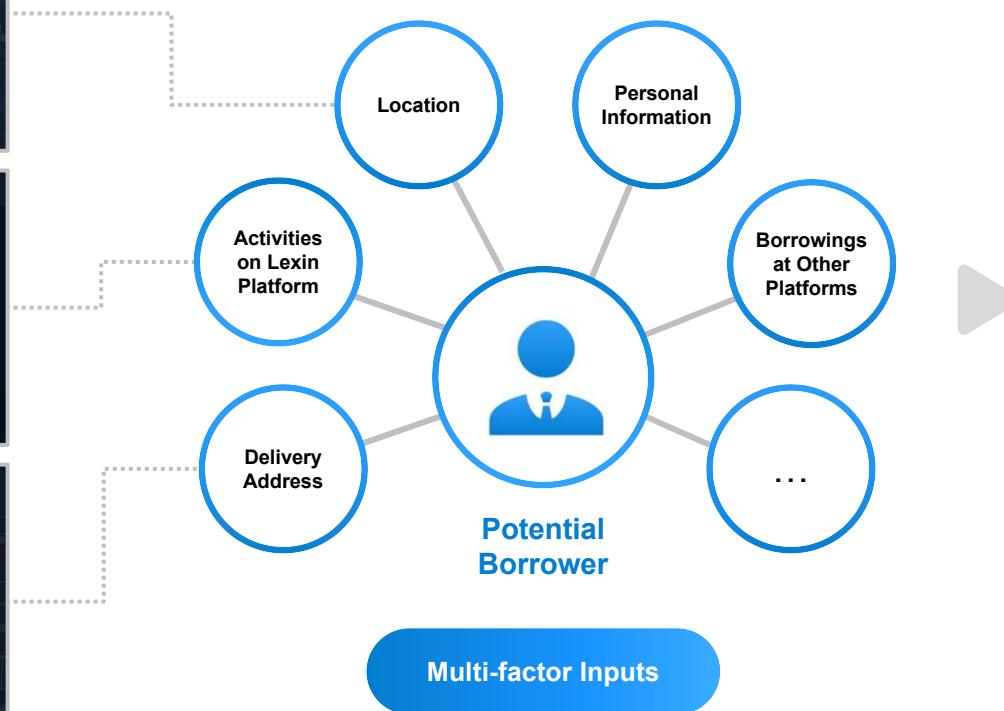 Location
Personal
Information
Activities
on Lexin
Platform
Borrowings
at Other
Platforms
Delivery
Address
...
Potential
Borrower
Multi-factor Inputs